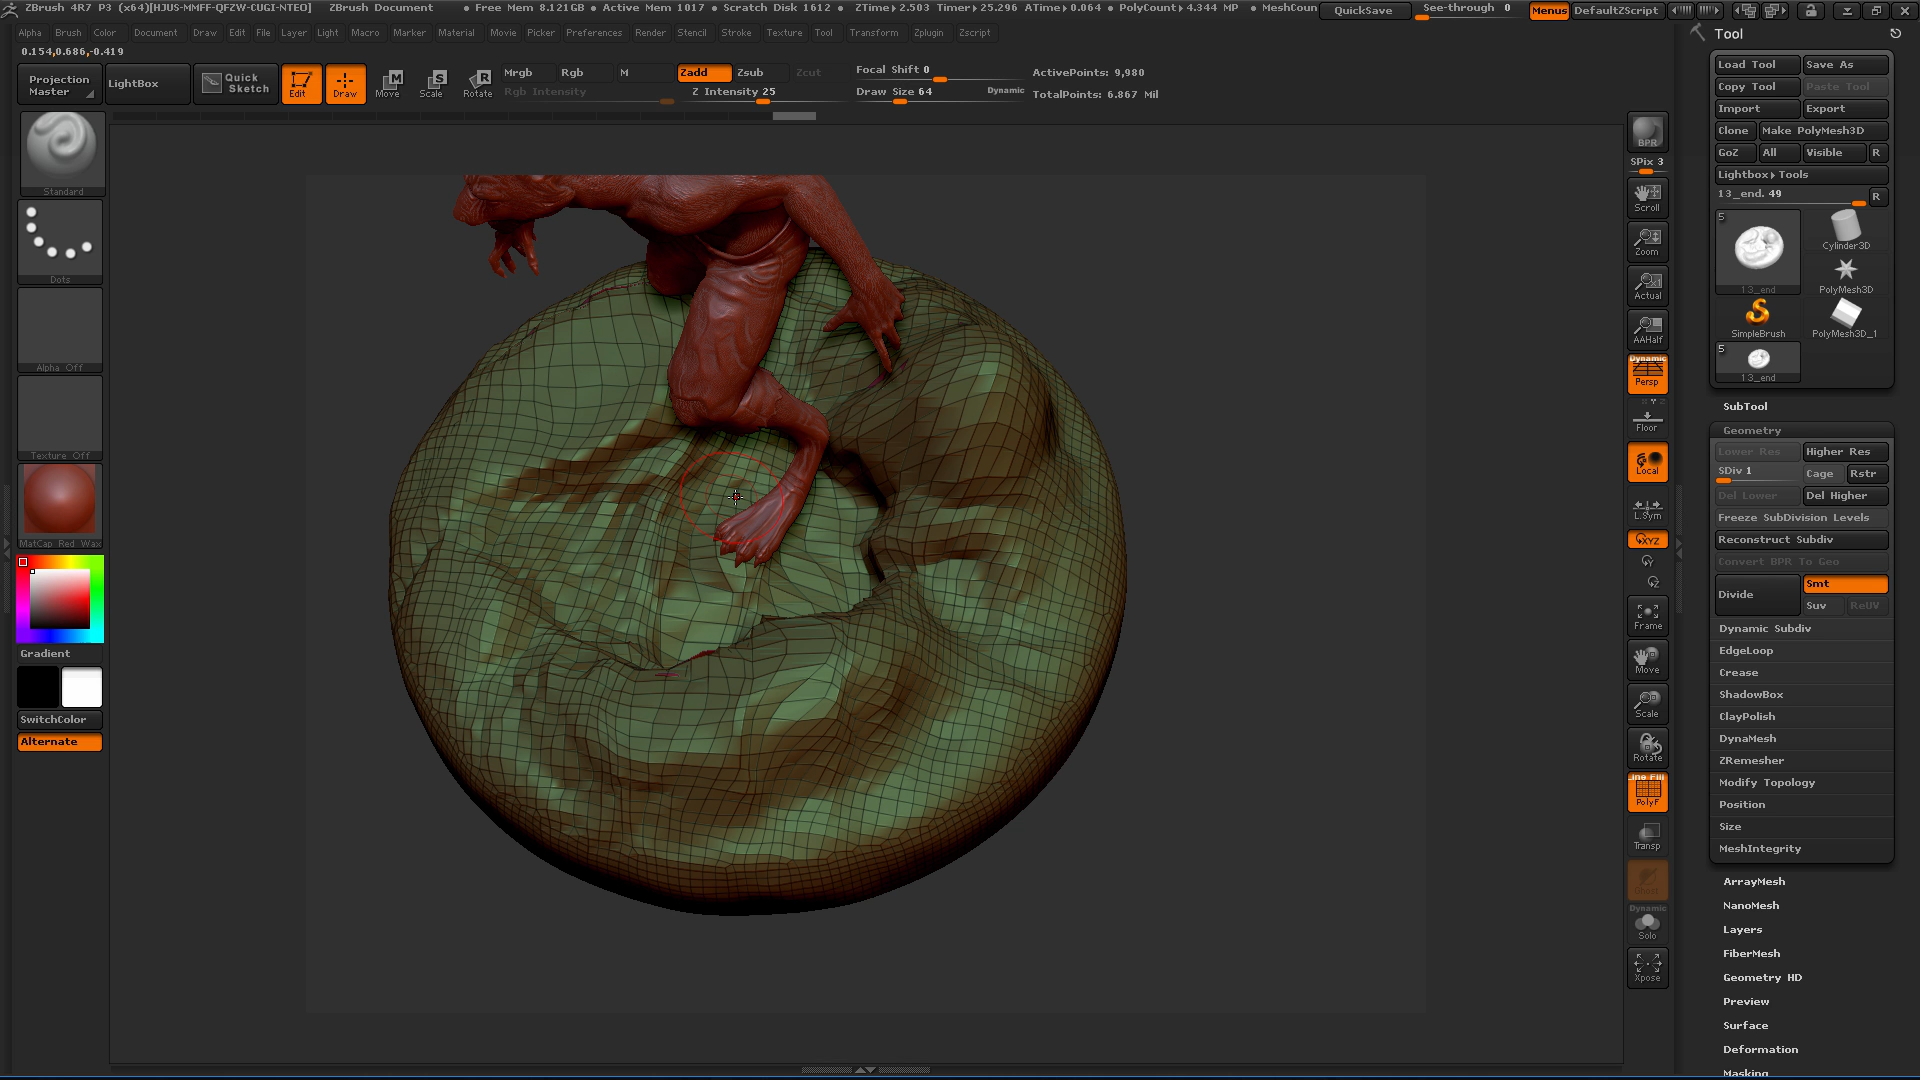 ZBrush 4R7 P3 (x64)[HJUS-MMFF-QFZW-CUGI-NTEO] ZBrush Document • Free Mem 8.121GB • Active Mem 1017 • Scratch Disk 1612 • ZTime▸2.503 Timer▸25.296 ATime▸0.064 • PolyCount▸4.344 MP • MeshCoun QuickSave See-through 0 Menus DefaultZScript
Alpha Brush Color Document Draw Edit File Layer Light Macro Marker Material Movie Picker Preferences Render Stencil Stroke Texture Tool Transform Zplugin Zscript
0.154,0.686,-0.419
Projection Master
LightBox
Quick Sketch
Edit
Draw
Move
Scale
Rotate
Mrgb Rgb M Zadd Zsub Zcut
Rgb Intensity Z Intensity 25
Focal Shift 0
Draw Size 64 Dynamic
ActivePoints: 9,980
TotalPoints: 6.867 Mil
Standard
Dots
Alpha Off
Texture Off
MatCap Red Wax
Gradient
SwitchColor
Alternate
BPR
SPix 3
Scroll
Zoom
Actual
AAHalf
Dynamic
Persp
Floor
Local
L.Sym
XYZ
Frame
Move
Scale
Rotate
Line Fill
PolyF
Transp
Ghost
Dynamic
Solo
Xpose
Tool
Load Tool Save As
Copy Tool Paste Tool
Import Export
Clone Make PolyMesh3D
GoZ All Visible R
Lightbox▸Tools
13_end. 49 R
5
13_end
Cylinder3D
PolyMesh3D
SimpleBrush
PolyMesh3D_1
5
13_end
SubTool
Geometry
Lower Res Higher Res
SDiv 1 Cage Rstr
Del Lower Del Higher
Freeze SubDivision Levels
Reconstruct Subdiv
Convert BPR To Geo
Divide Smt
Suv ReUV
Dynamic Subdiv
EdgeLoop
Crease
ShadowBox
ClayPolish
DynaMesh
ZRemesher
Modify Topology
Position
Size
MeshIntegrity
ArrayMesh
NanoMesh
Layers
FiberMesh
Geometry HD
Preview
Surface
Deformation
Masking